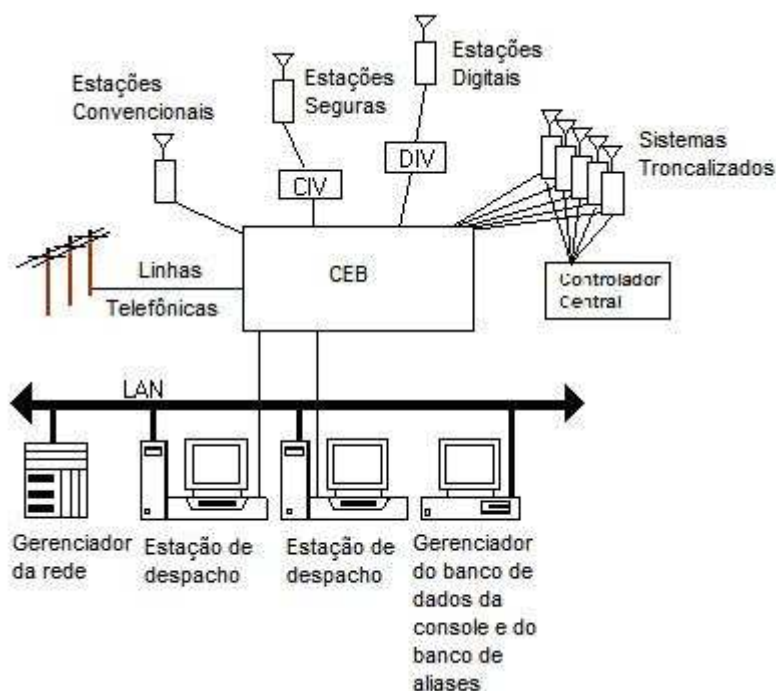 Estações
Convencionais
Estações
Seguras
Estações
Digitais
Sistemas
Troncalizados
CIV
DIV
Linhas
Telefônicas
CEB
Controlador
Central
LAN
Gerenciador
da rede
Estação de
despacho
Estação de
despacho
Gerenciador
do banco de
dados da
console e do
banco de
aliases